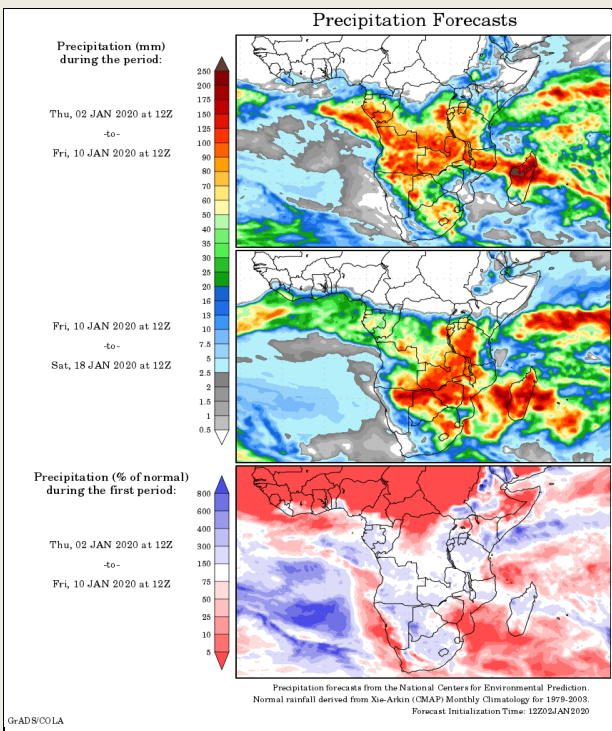 Precipitation Forecasts
Precipitation (mm)
during the period:
Thu, 02 JAN 2020 at 12Z
-to-
Fri, 10 JAN 2020 at 12Z
250
200
175
150
125
100
90
80
70
60
50
40
35
30
25
20
16
13
10
7.5
5
2.5
2
1.5
1
0.5
Fri, 10 JAN 2020 at 12Z
-to-
Sat, 18 JAN 2020 at 12Z
Precipitation (% of normal)
during the first period:
Thu, 02 JAN 2020 at 12Z
-to-
Fri, 10 JAN 2020 at 12Z
800
600
400
300
150
75
50
25
10
5
Precipitation forecasts from the National Centers for Environmental Prediction.
Normal rainfall derived from Xie-Arkin (CMAP) Monthly Climatology for 1979-2003.
Forecast Initialization Time: 12Z02JAN2020
GrADS/COLA